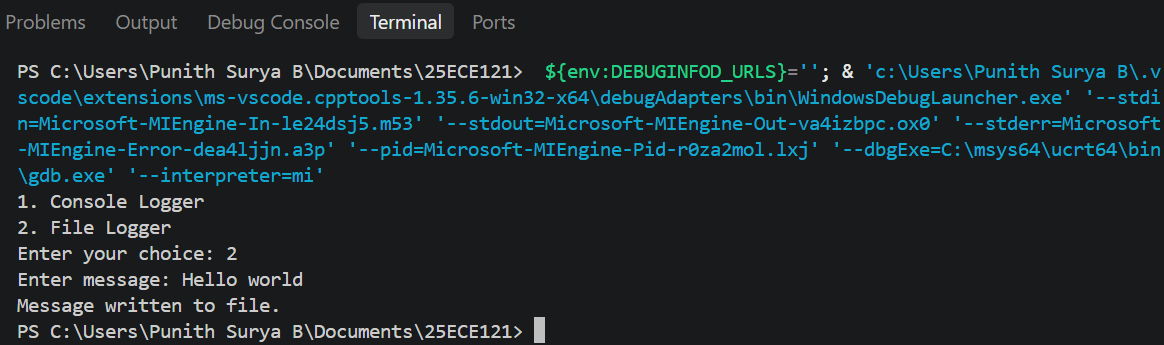 Problems Output Debug Console Terminal Ports
PS C:\Users\Punith Surya B\Documents\25ECE121>  ${env:DEBUGINFOD_URLS}=''; & 'c:\Users\Punith Surya B\.v
scode\extensions\ms-vscode.cpptools-1.35.6-win32-x64\debugAdapters\bin\WindowsDebugLauncher.exe' '--stdi
n=Microsoft-MIEngine-In-le24dsj5.m53' '--stdout=Microsoft-MIEngine-Out-va4izbpc.ox0' '--stderr=Microsoft
-MIEngine-Error-dea4ljjn.a3p' '--pid=Microsoft-MIEngine-Pid-r0za2mol.lxj' '--dbgExe=C:\msys64\ucrt64\bin
\gdb.exe' '--interpreter=mi'
1. Console Logger
2. File Logger
Enter your choice: 2
Enter message: Hello world
Message written to file.
PS C:\Users\Punith Surya B\Documents\25ECE121>